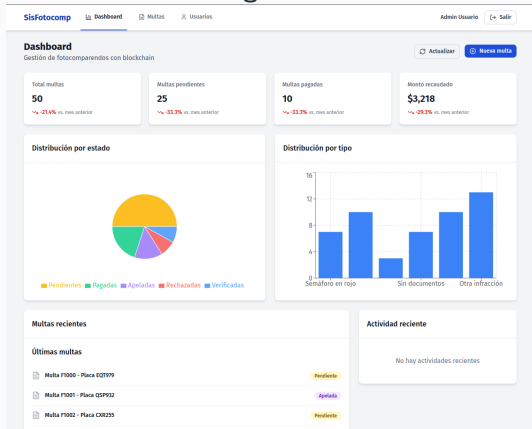 SisFotocomp Dashboard Multas Usuarios Admin Usuario Salir
Dashboard
Gestión de fotocomparendos con blockchain
Actualizar Nueva multa
Total multas
50
-21.4% vs. mes anterior
Multas pendientes
25
-33.3% vs. mes anterior
Multas pagadas
10
-33.3% vs. mes anterior
Monto recaudado
$3,218
-29.3% vs. mes anterior
Distribución por estado
Pendientes Pagadas Apeladas Rechazadas Verificadas
Distribución por tipo
16
12
8
4
0
Semáforo en rojo Sin documentos Otra infracción
Multas recientes
Últimas multas
Multa F1000 - Placa EQT979 Pendiente
Multa F1001 - Placa QSP932 Apelada
Multa F1002 - Placa CXR255 Pendiente
Actividad reciente
No hay actividades recientes